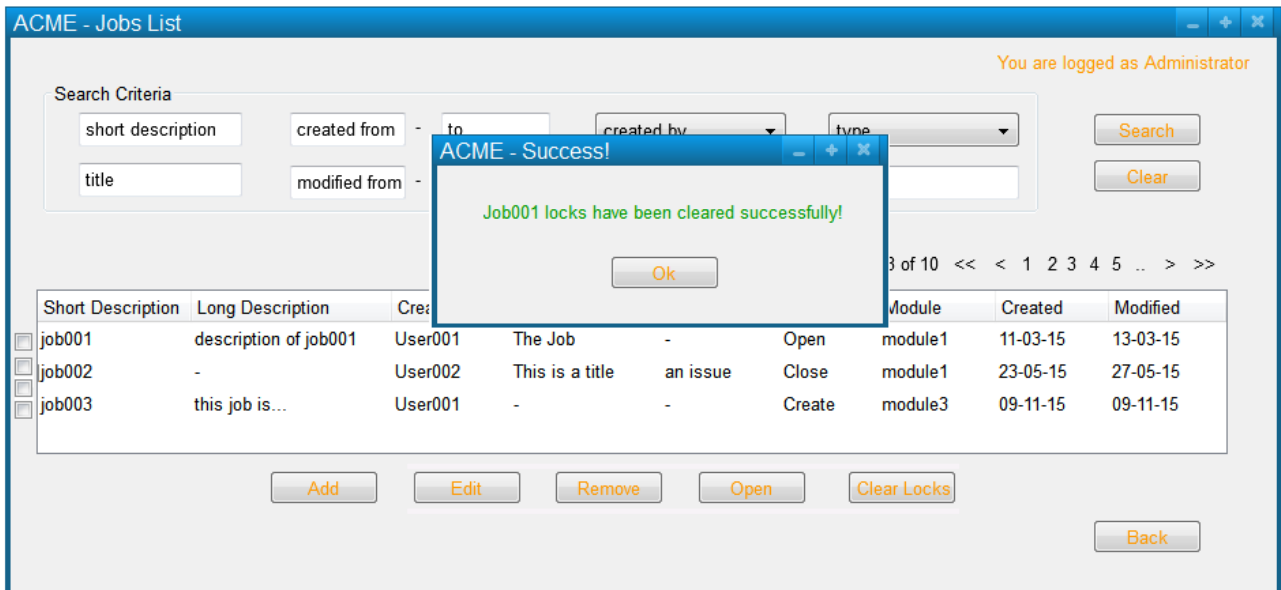 ACME - Jobs List
You are logged as Administrator
Search Criteria
short description created from - to created by type Search
ACME - Success!
title modified from - Clear
Job001 locks have been cleared successfully!
Ok
of 10 << < 1 2 3 4 5 .. > >>
Short Description Long Description Module Created Modified
job001 description of job001 User001 The Job - Open module1 11-03-15 13-03-15
job002 - User002 This is a title an issue Close module1 23-05-15 27-05-15
job003 this job is... User001 - - Create module3 09-11-15 09-11-15
Add Edit Remove Open Clear Locks
Back